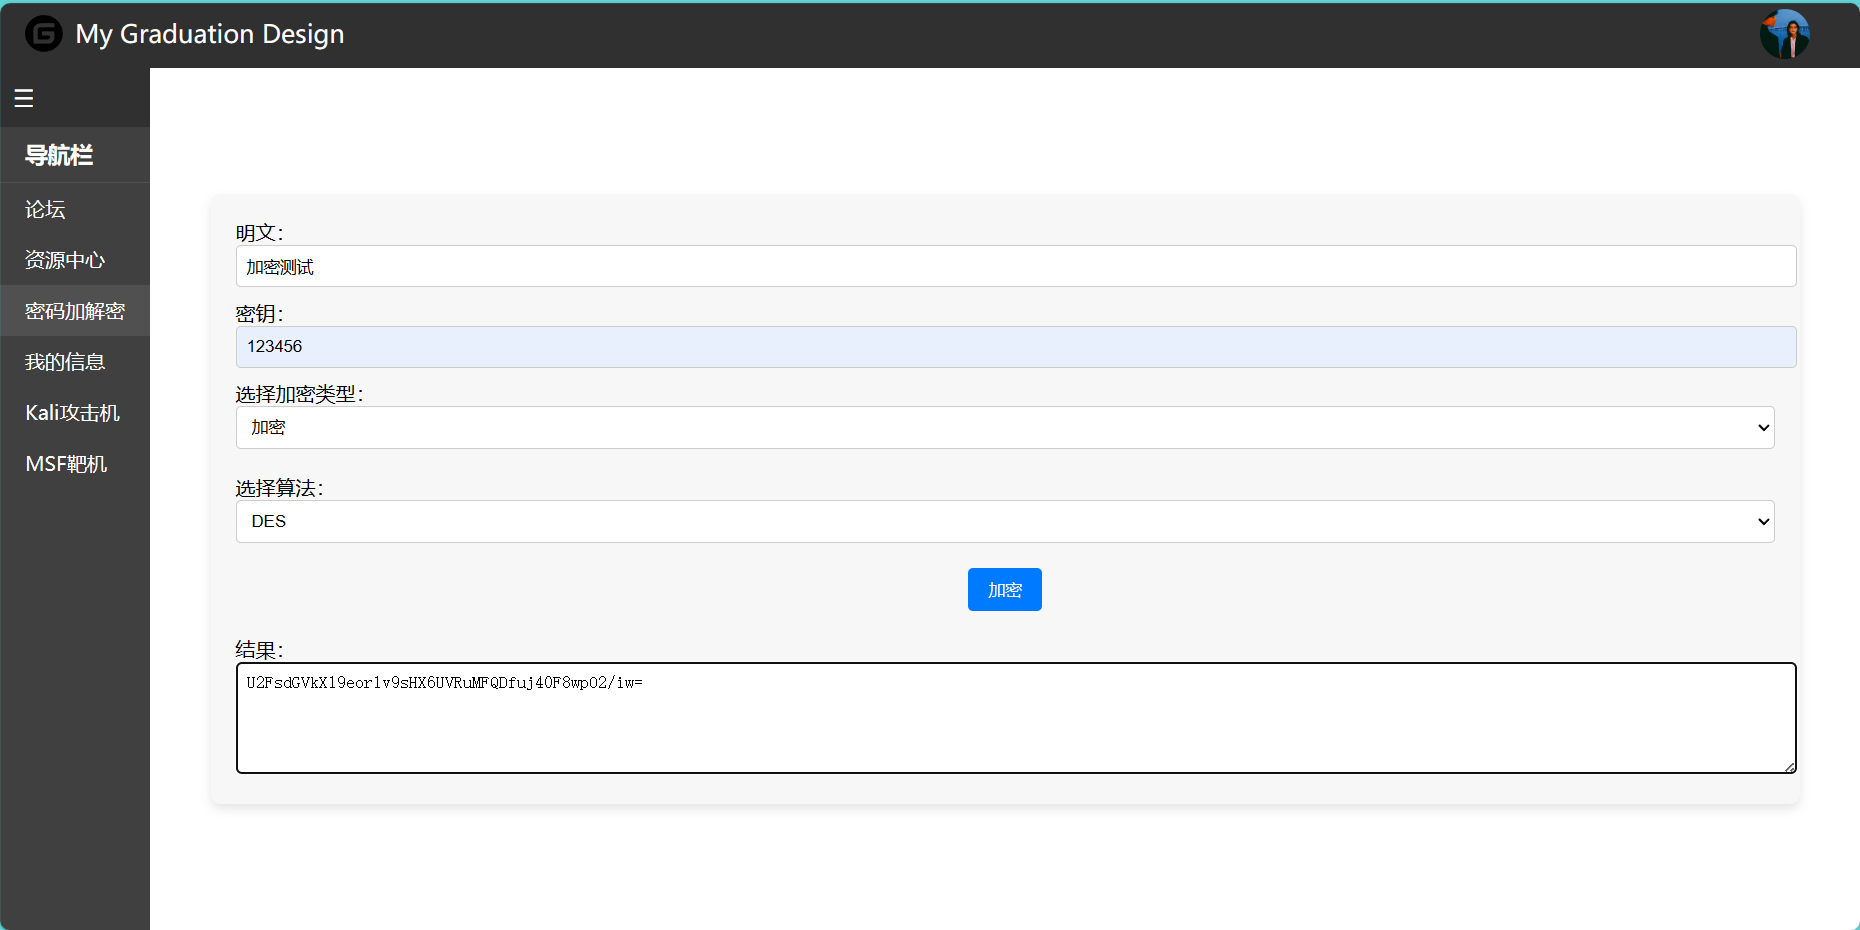 My Graduation Design
☰
导航栏
论坛
资源中心
密码加解密
我的信息
Kali攻击机
MSF靶机
明文：
加密测试
密钥：
123456
选择加密类型：
加密
选择算法：
DES
加密
结果：
U2FsdGVkX19eorlv9sHX6UVRuMFQDfuj40F8wpO2/iw=